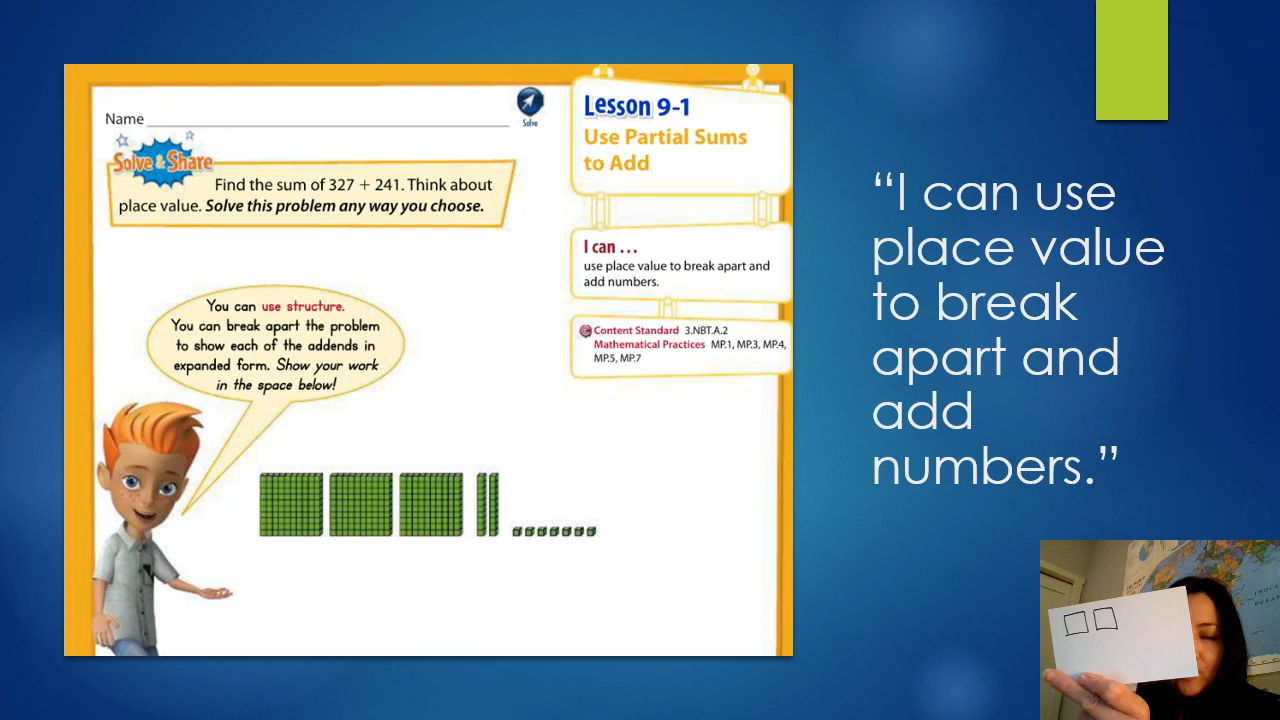 Name
Solve
Solve & Share
Find the sum of 327 + 241. Think about
place value. Solve this problem any way you choose.
Lesson 9-1
Use Partial Sums
to Add
I can …
use place value to break apart and
add numbers.
Content Standard 3.NBT.A.2
Mathematical Practices MP.1, MP.3, MP.4,
MP.5, MP.7
You can use structure.
You can break apart the problem
to show each of the addends in
expanded form. Show your work
in the space below!
“I can use
place value
to break
apart and
add
numbers.”
INDIA
OCEAN